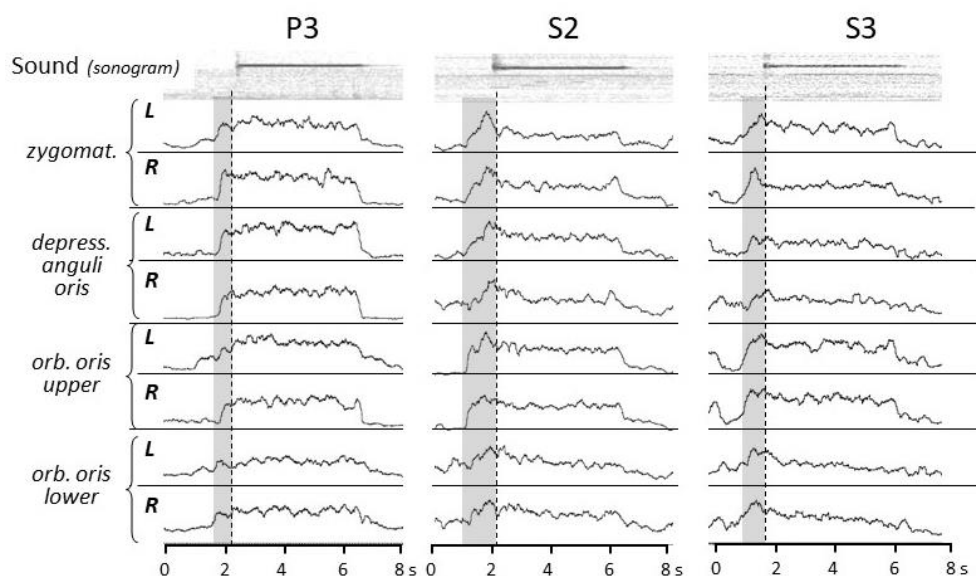 P3 S2 S3
Sound (sonogram)
L
zygomat.
R
L
depress.
anguli
oris
R
L
orb. oris
upper
R
L
orb. oris
lower
R
0 2 4 6 8 s 0 2 4 6 8 s 0 2 4 6 8 s